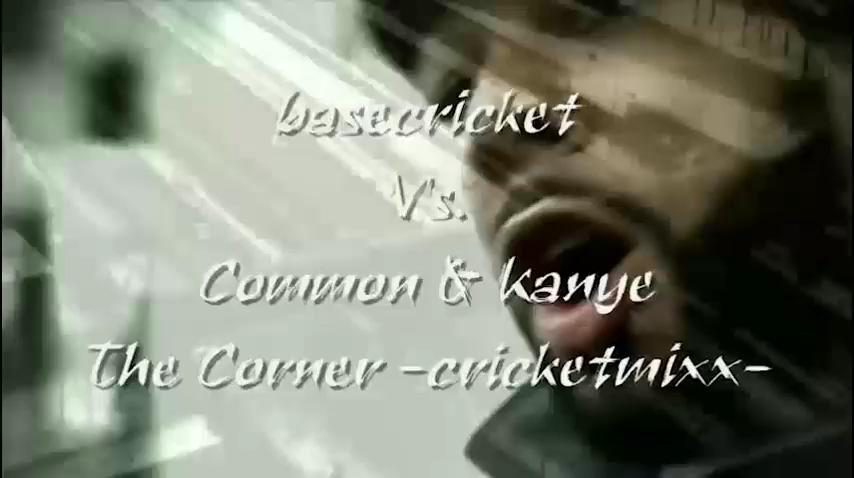 basecricket
V's.
Common & kanye
The Corner -cricketmixx-